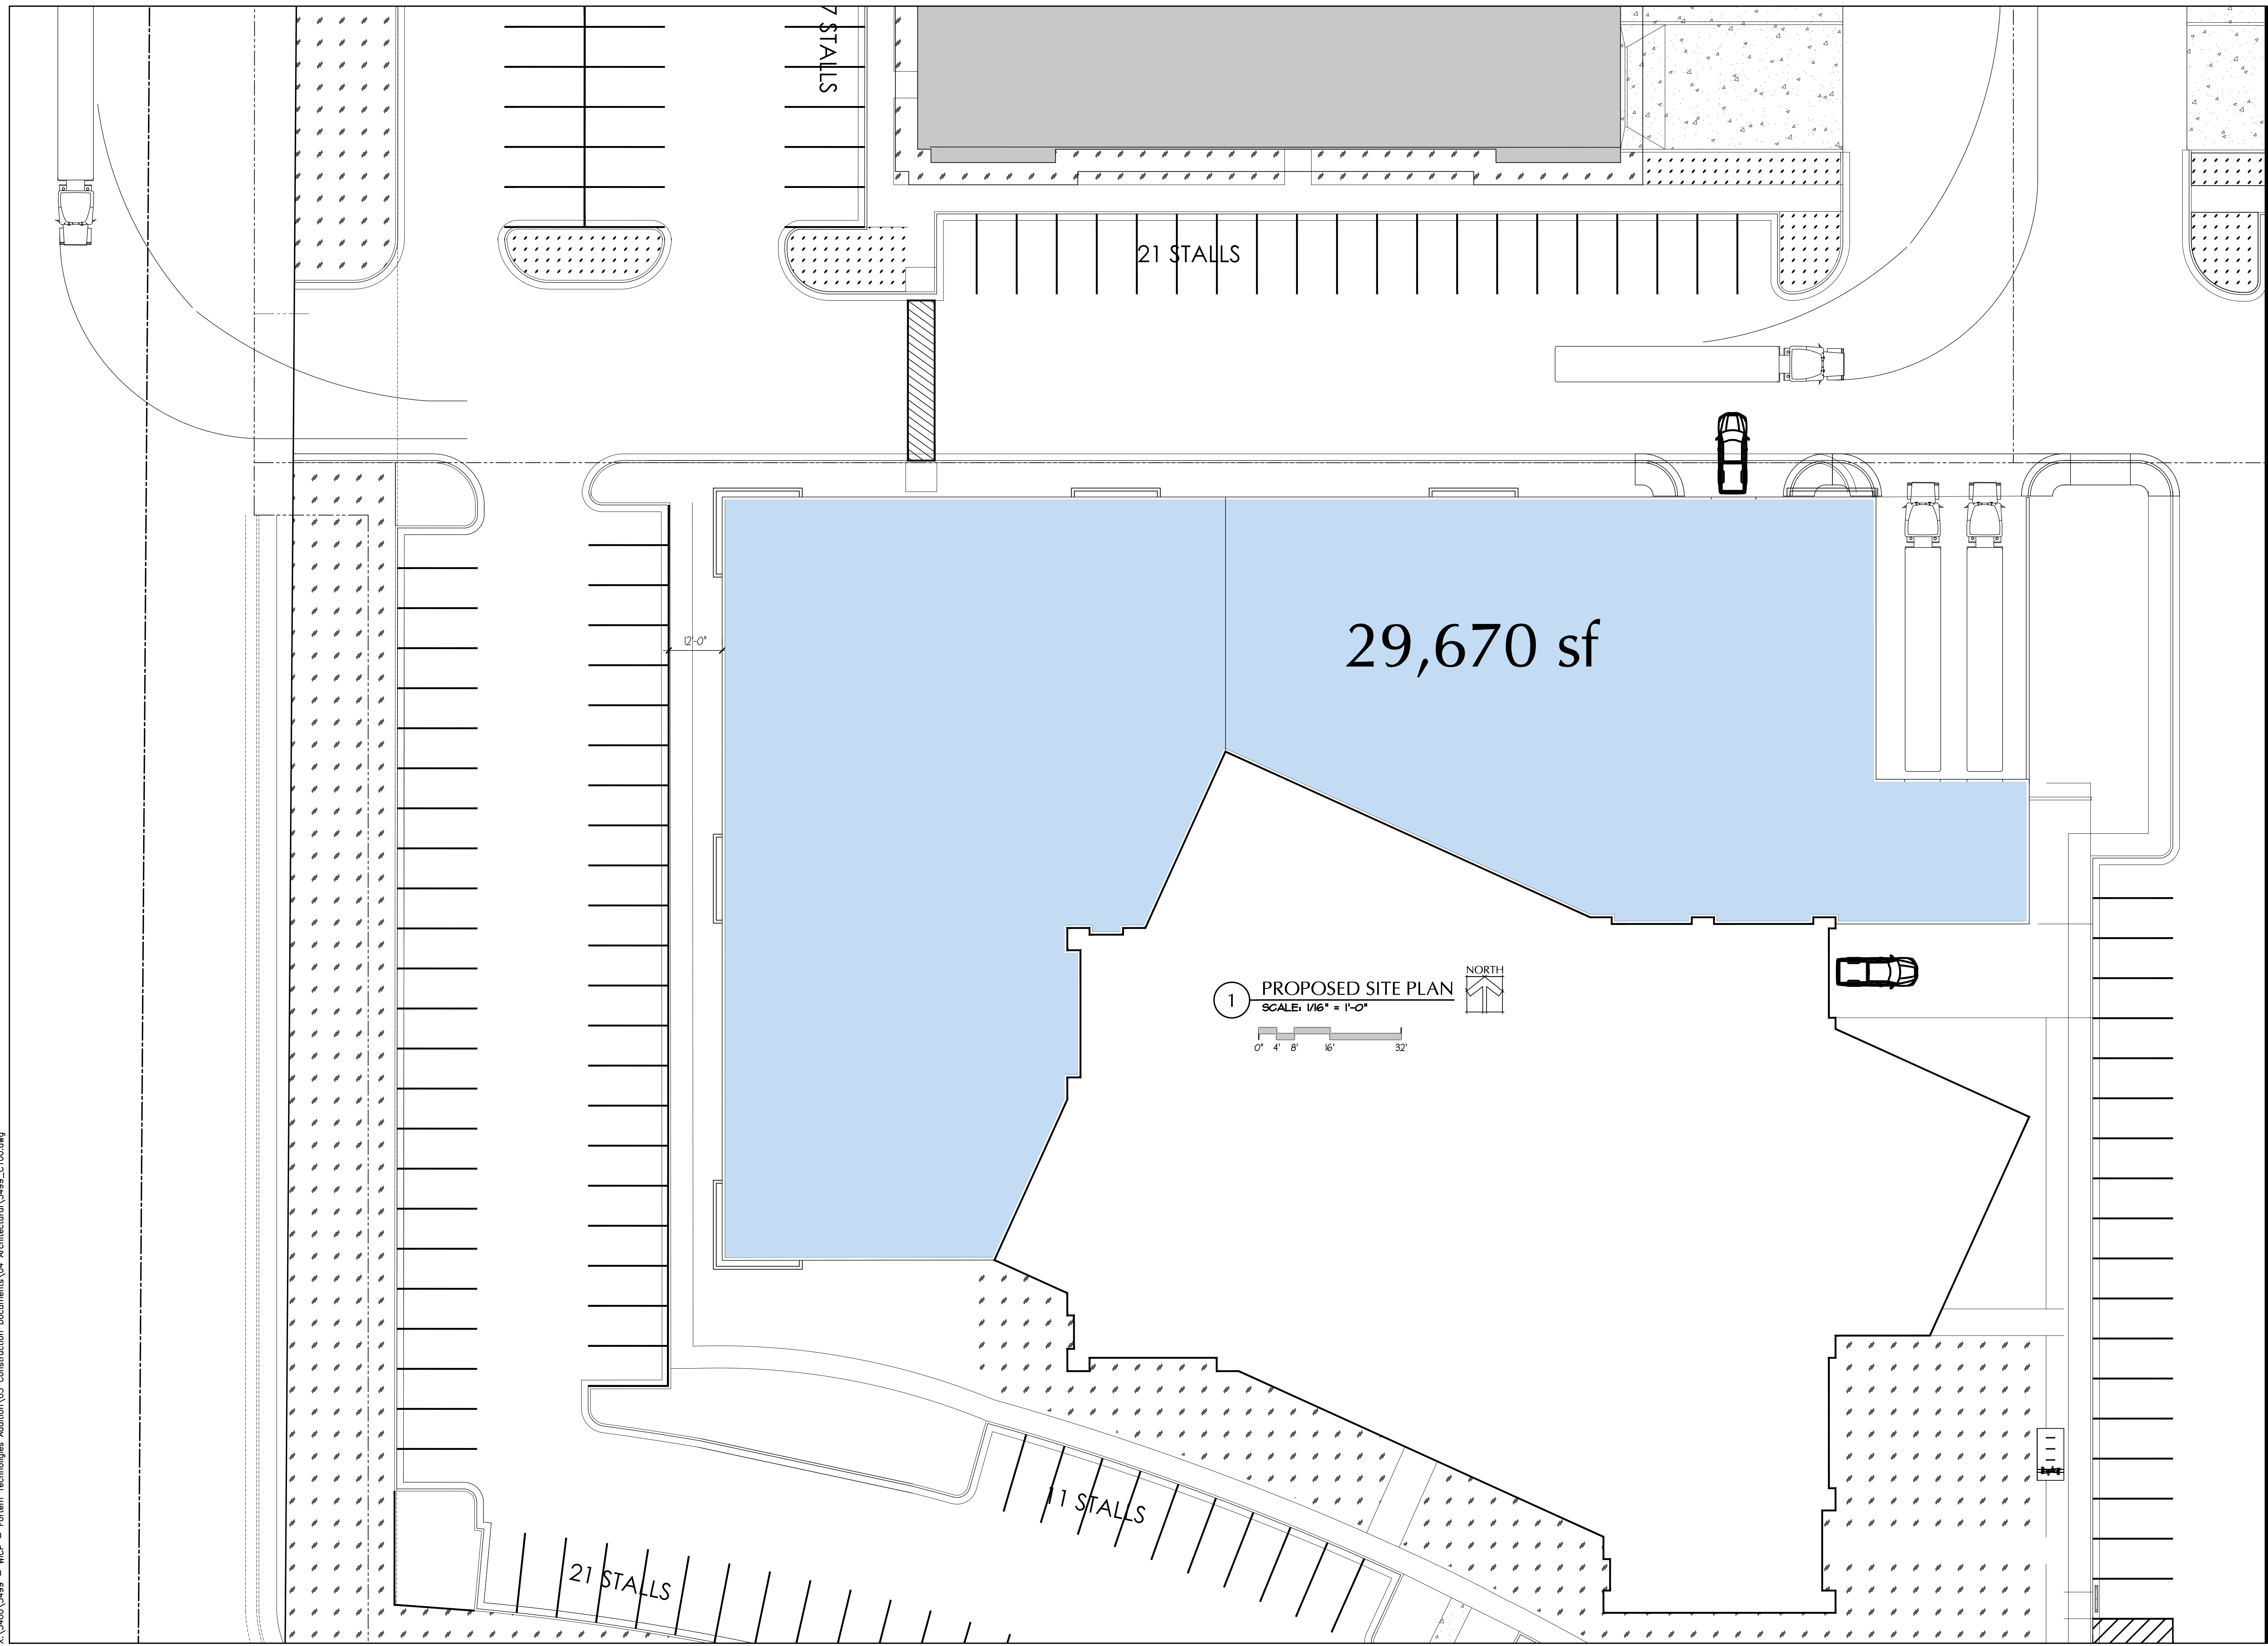 7 STALLS
21 STALLS
12'-0"
29,670 sf
NORTH
1 PROPOSED SITE PLAN
SCALE: 1/16" = 1'-0"
0" 4' 8' 16' 32'
11 STALLS
21 STALLS